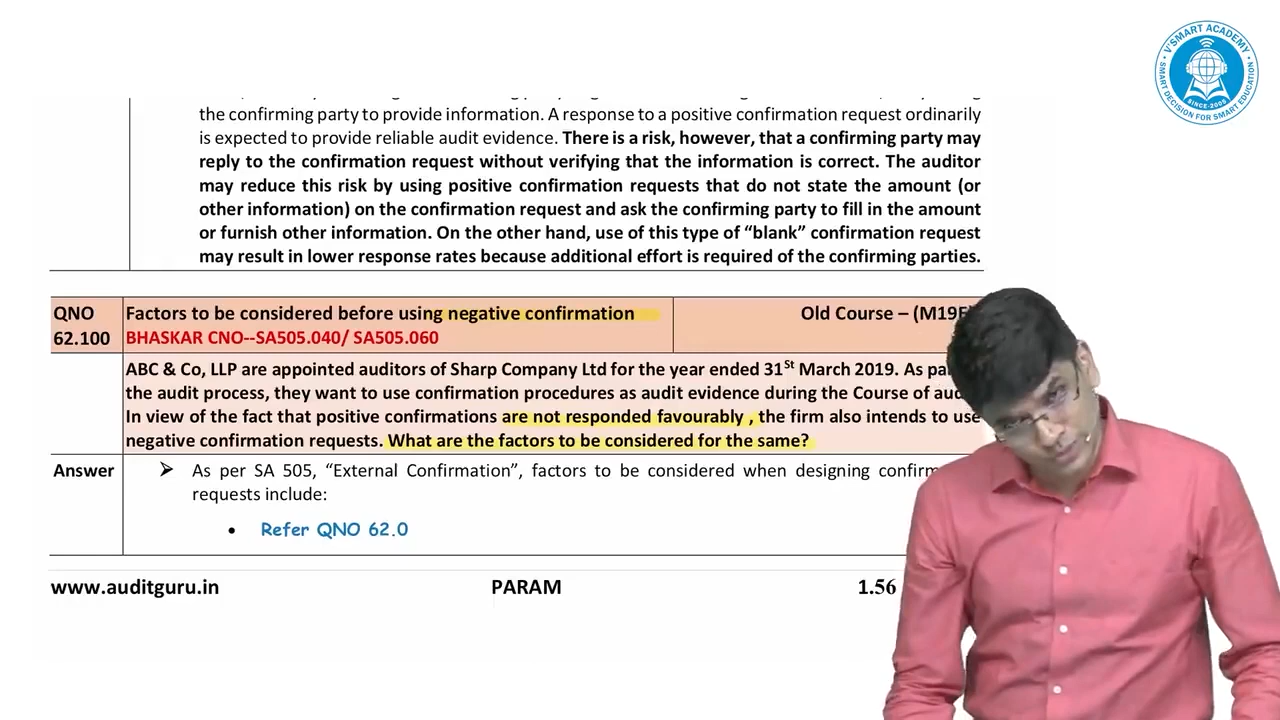 V'SMART ACADEMY
SMART DECISION FOR SMART EDUCATION
SINCE-2006
the confirming party to provide information. A response to a positive confirmation request ordinarily
is expected to provide reliable audit evidence. There is a risk, however, that a confirming party may
reply to the confirmation request without verifying that the information is correct. The auditor
may reduce this risk by using positive confirmation requests that do not state the amount (or
other information) on the confirmation request and ask the confirming party to fill in the amount
or furnish other information. On the other hand, use of this type of “blank” confirmation request
may result in lower response rates because additional effort is required of the confirming parties.
QNO Factors to be considered before using negative confirmation Old Course – (M19
62.100 BHASKAR CNO--SA505.040/ SA505.060
ABC & Co, LLP are appointed auditors of Sharp Company Ltd for the year ended 31St March 2019. As
the audit process, they want to use confirmation procedures as audit evidence during the Course of
In view of the fact that positive confirmations are not responded favourably , the firm also intends to use
negative confirmation requests. What are the factors to be considered for the same?
Answer ➢ As per SA 505, “External Confirmation”, factors to be considered when designing
requests include:
• Refer QNO 62.0
www.auditguru.in PARAM 1.56